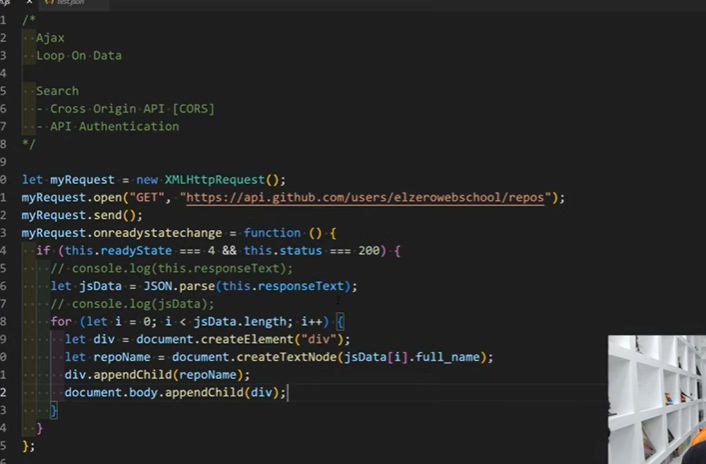 test.json
1 /*
2 Ajax
3 Loop On Data
4
5 Search
6 - Cross Origin API [CORS]
7 - API Authentication
8 */
9
0 let myRequest = new XMLHttpRequest();
1 myRequest.open("GET", "https://api.github.com/users/elzerowebschool/repos");
2 myRequest.send();
3 myRequest.onreadystatechange = function () {
4 if (this.readyState === 4 && this.status === 200) {
5 // console.log(this.responseText);
6 let jsData = JSON.parse(this.responseText);
7 // console.log(jsData);
8 for (let i = 0; i < jsData.length; i++) {
9 let div = document.createElement("div");
0 let repoName = document.createTextNode(jsData[i].full_name);
1 div.appendChild(repoName);
2 document.body.appendChild(div);
3 }
4 }
5 };
6